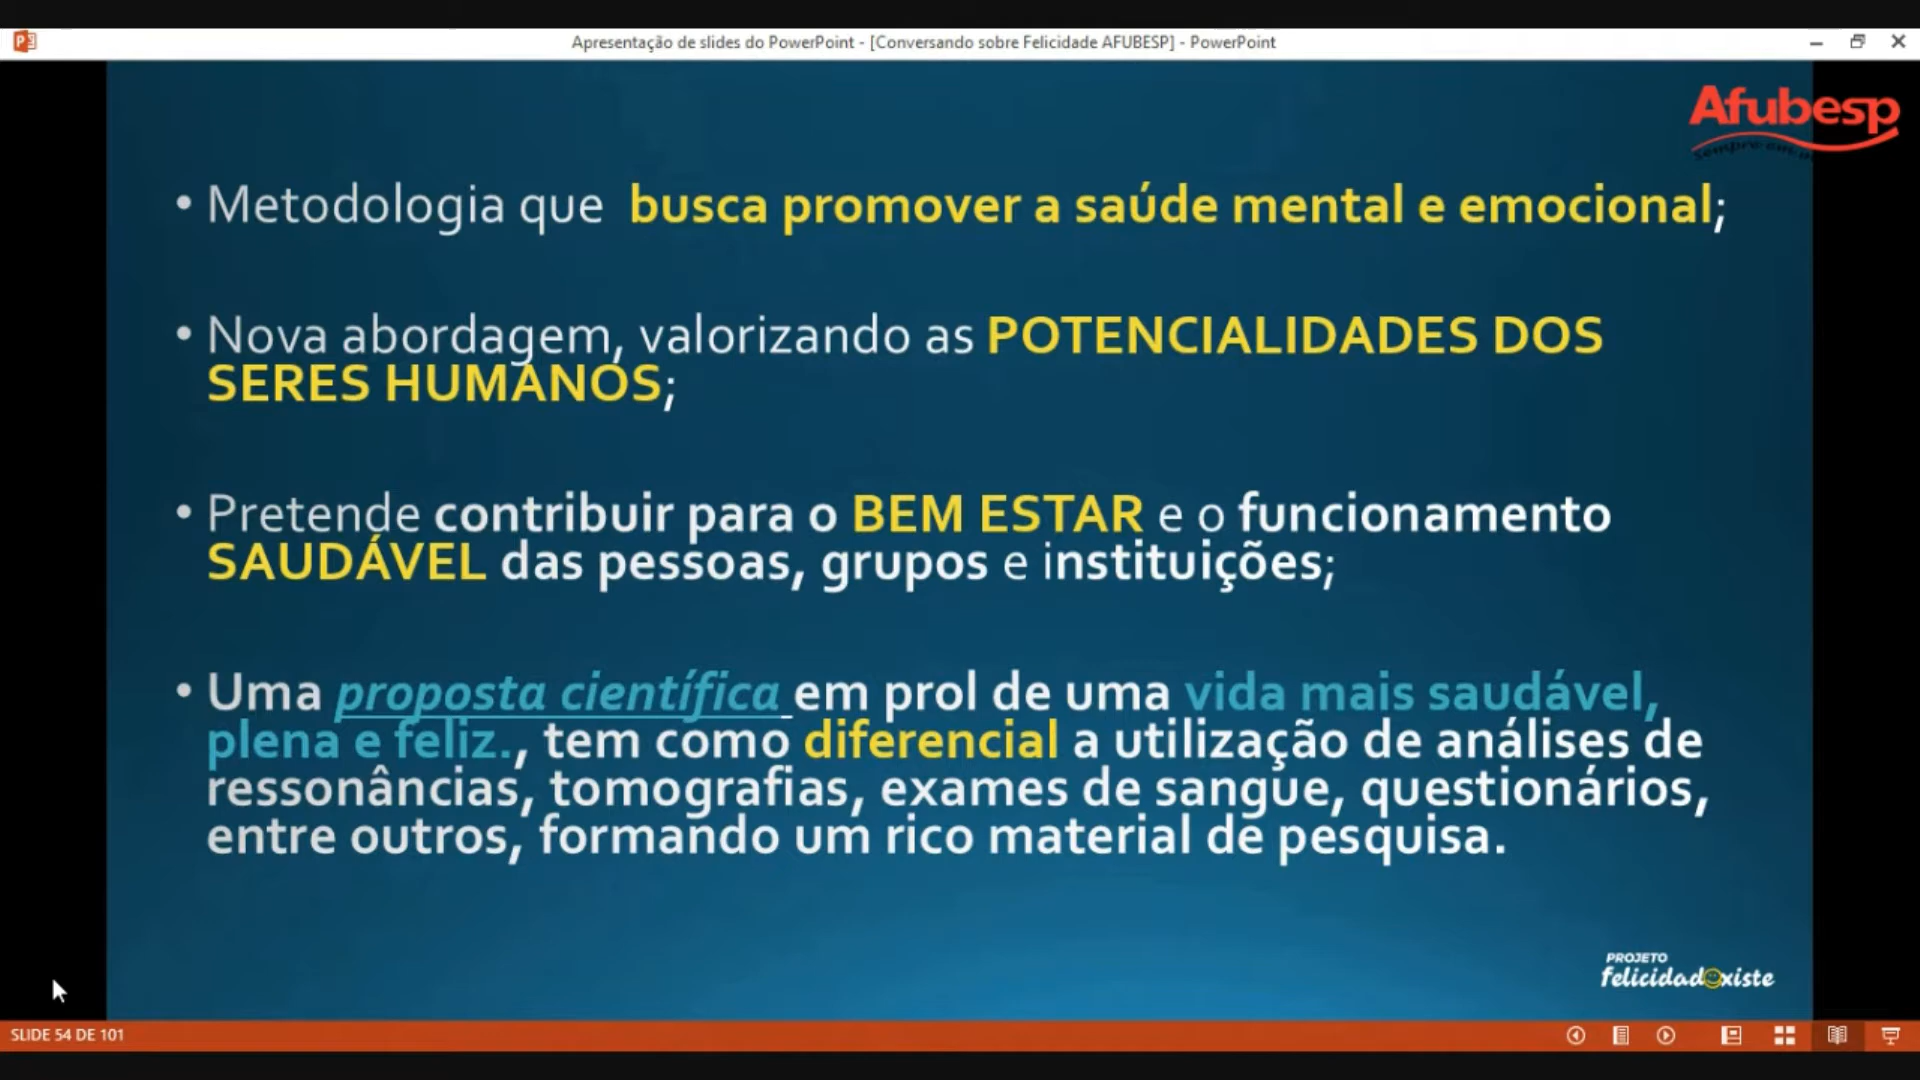 Apresentação de slides do PowerPoint - [Conversando sobre Felicidade AFUBESP] - PowerPoint
Afubesp
sempre em
• Metodologia que busca promover a saúde mental e emocional;
• Nova abordagem, valorizando as POTENCIALIDADES DOS
SERES HUMANOS;
• Pretende contribuir para o BEM ESTAR e o funcionamento
SAUDÁVEL das pessoas, grupos e instituições;
• Uma proposta científica em prol de uma vida mais saudável,
plena e feliz., tem como diferencial a utilização de análises de
ressonâncias, tomografias, exames de sangue, questionários,
entre outros, formando um rico material de pesquisa.
PROJETO
felicidadexiste
SLIDE 54 DE 101